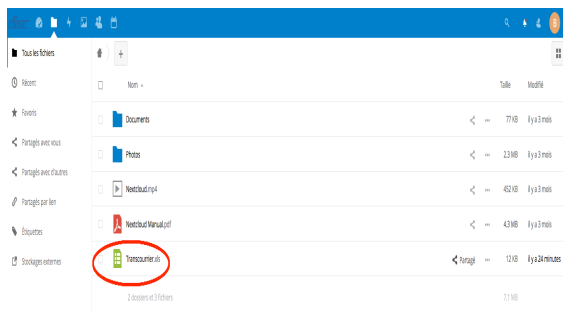 B
Tous les fichiers
Récent
Favoris
Partagés avec vous
Partagés avec d'autres
Partagés par lien
Étiquettes
Stockages externes
+
Nom
Taille
Modifié
Documents
77 KB
il y a 3 mois
Photos
2.3 MB
il y a 3 mois
Nextcloud.mp4
452 KB
il y a 3 mois
Nextcloud Manual.pdf
4.3 MB
il y a 3 mois
Transcourrier.xls
Partagé
12 KB
il y a 24 minutes
2 dossiers et 3 fichiers
7.1 MB